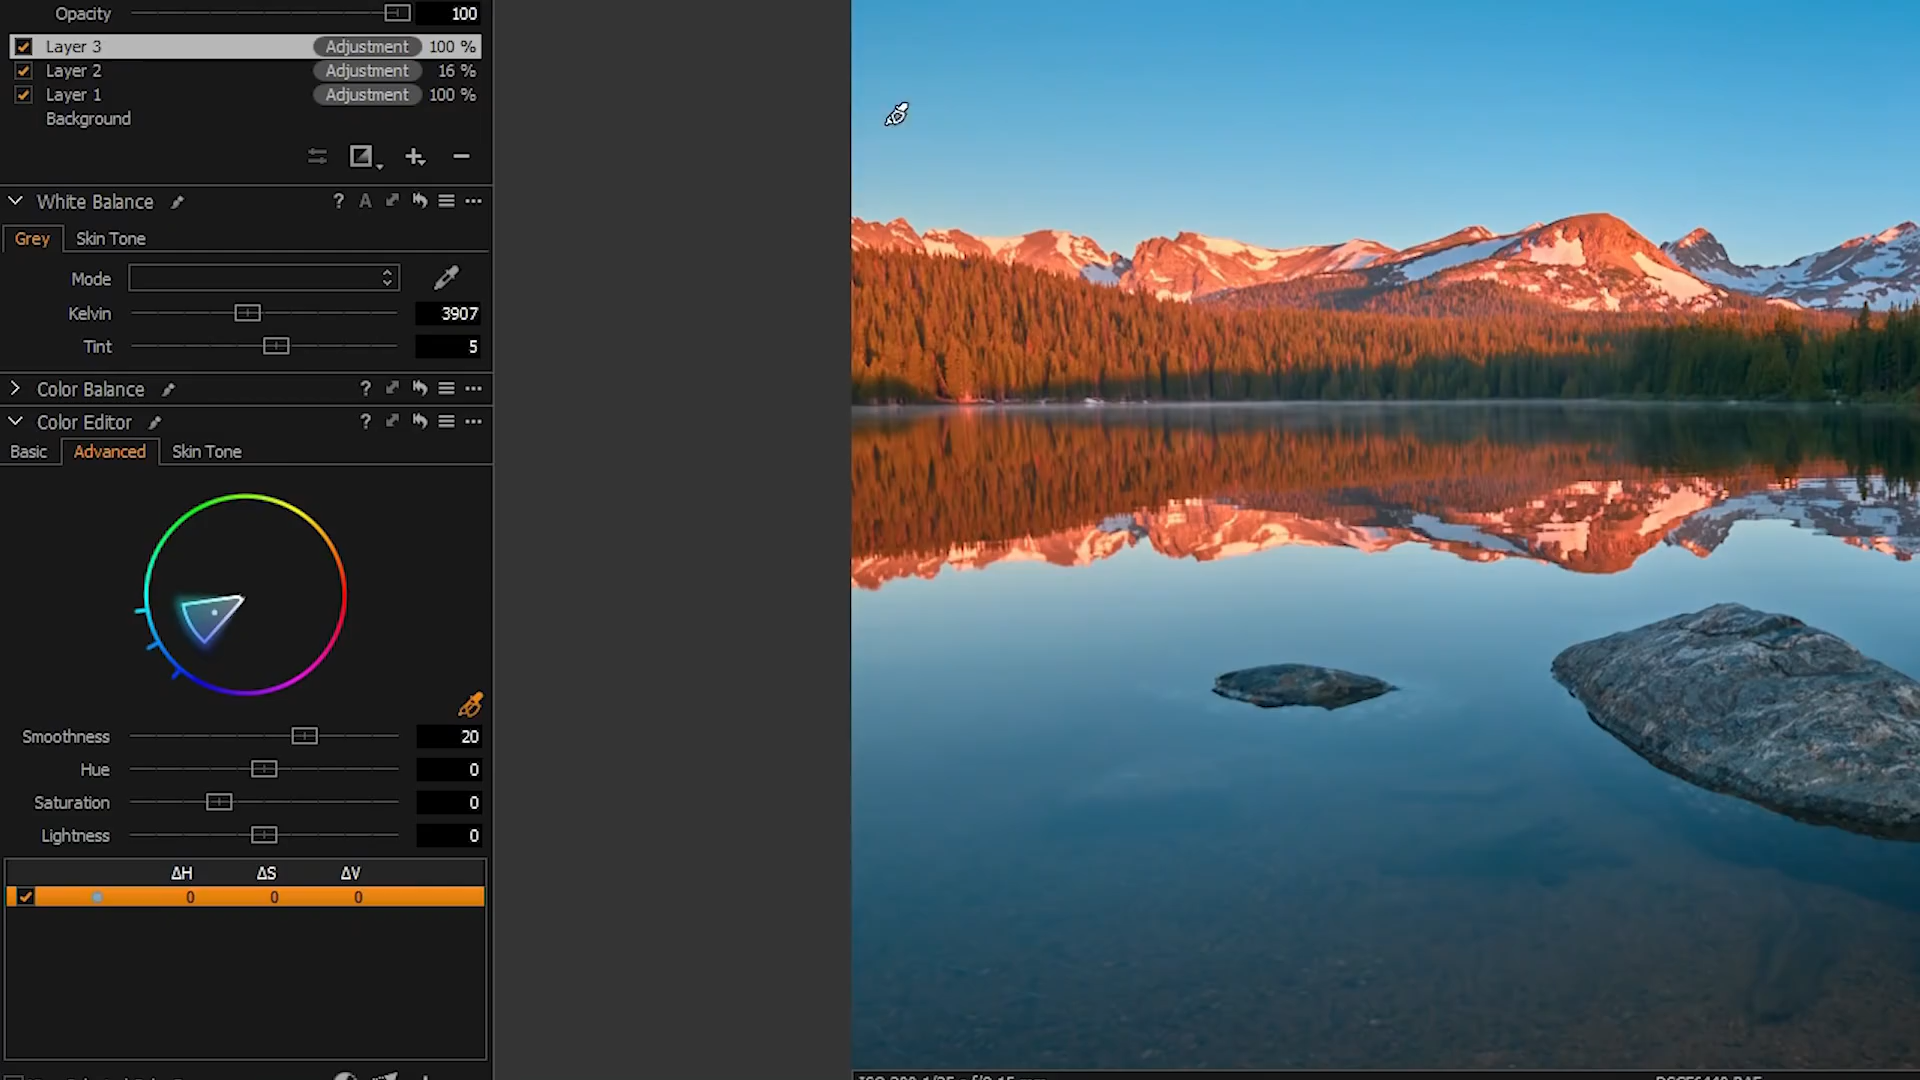 Opacity 100
Layer 3 Adjustment 100 %
Layer 2 Adjustment 16 %
Layer 1 Adjustment 100 %
Background
White Balance ? A
Grey Skin Tone
Mode
Kelvin 3907
Tint 5
Color Balance ?
Color Editor ?
Basic Advanced Skin Tone
Smoothness 20
Hue 0
Saturation 0
Lightness 0
ΔH ΔS ΔV
0 0 0